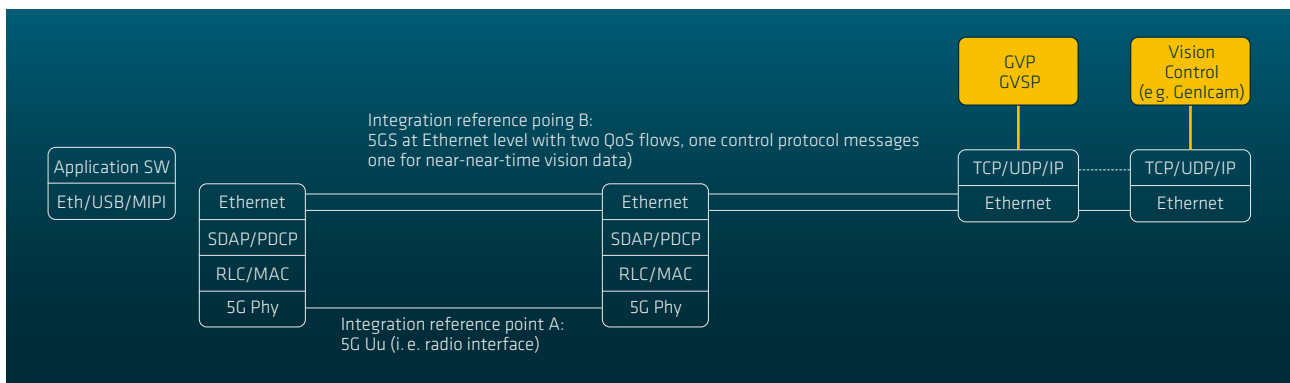 GVP
GVSP
Vision
Control
(e g. GenIcam)
Integration reference poing B:
5GS at Ethernet level with two QoS flows, one control protocol messages
one for near-near-time vision data)
Application SW
Eth/USB/MIPI
TCP/UDP/IP
Ethernet
TCP/UDP/IP
Ethernet
Ethernet
SDAP/PDCP
RLC/MAC
5G Phy
Ethernet
SDAP/PDCP
RLC/MAC
5G Phy
Integration reference point A:
5G Uu (i. e. radio interface)